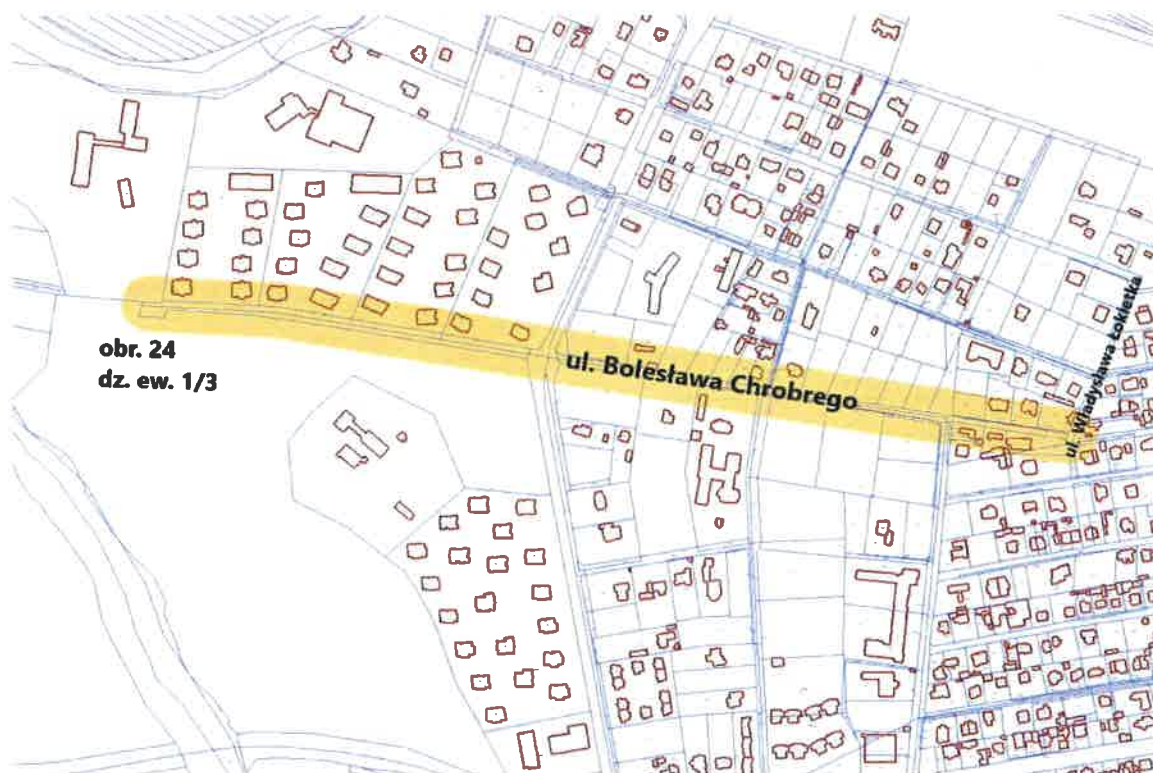 obr. 24
dz. ew. 1/3
ul. Bolesława Chrobrego
ul. Władysława Łokietka